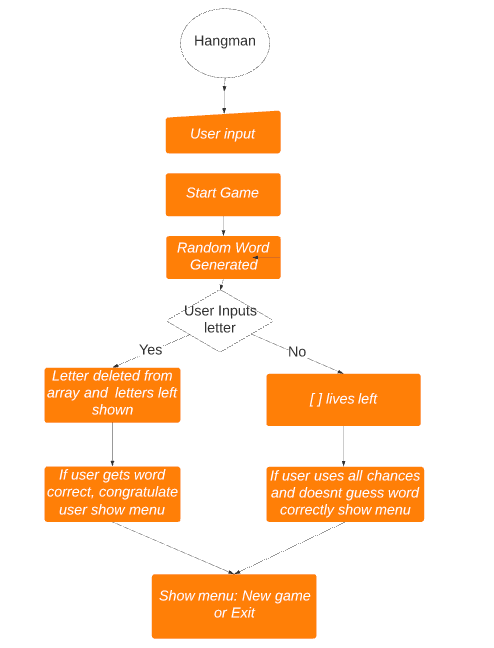 Hangman
User input
Start Game
Random Word
Generated
User Inputs
letter
Yes
No
Letter deleted from
array and letters left
shown
[ ] lives left
If user gets word
correct, congratulate
user show menu
If user uses all chances
and doesnt guess word
correctly show menu
Show menu: New game
or Exit